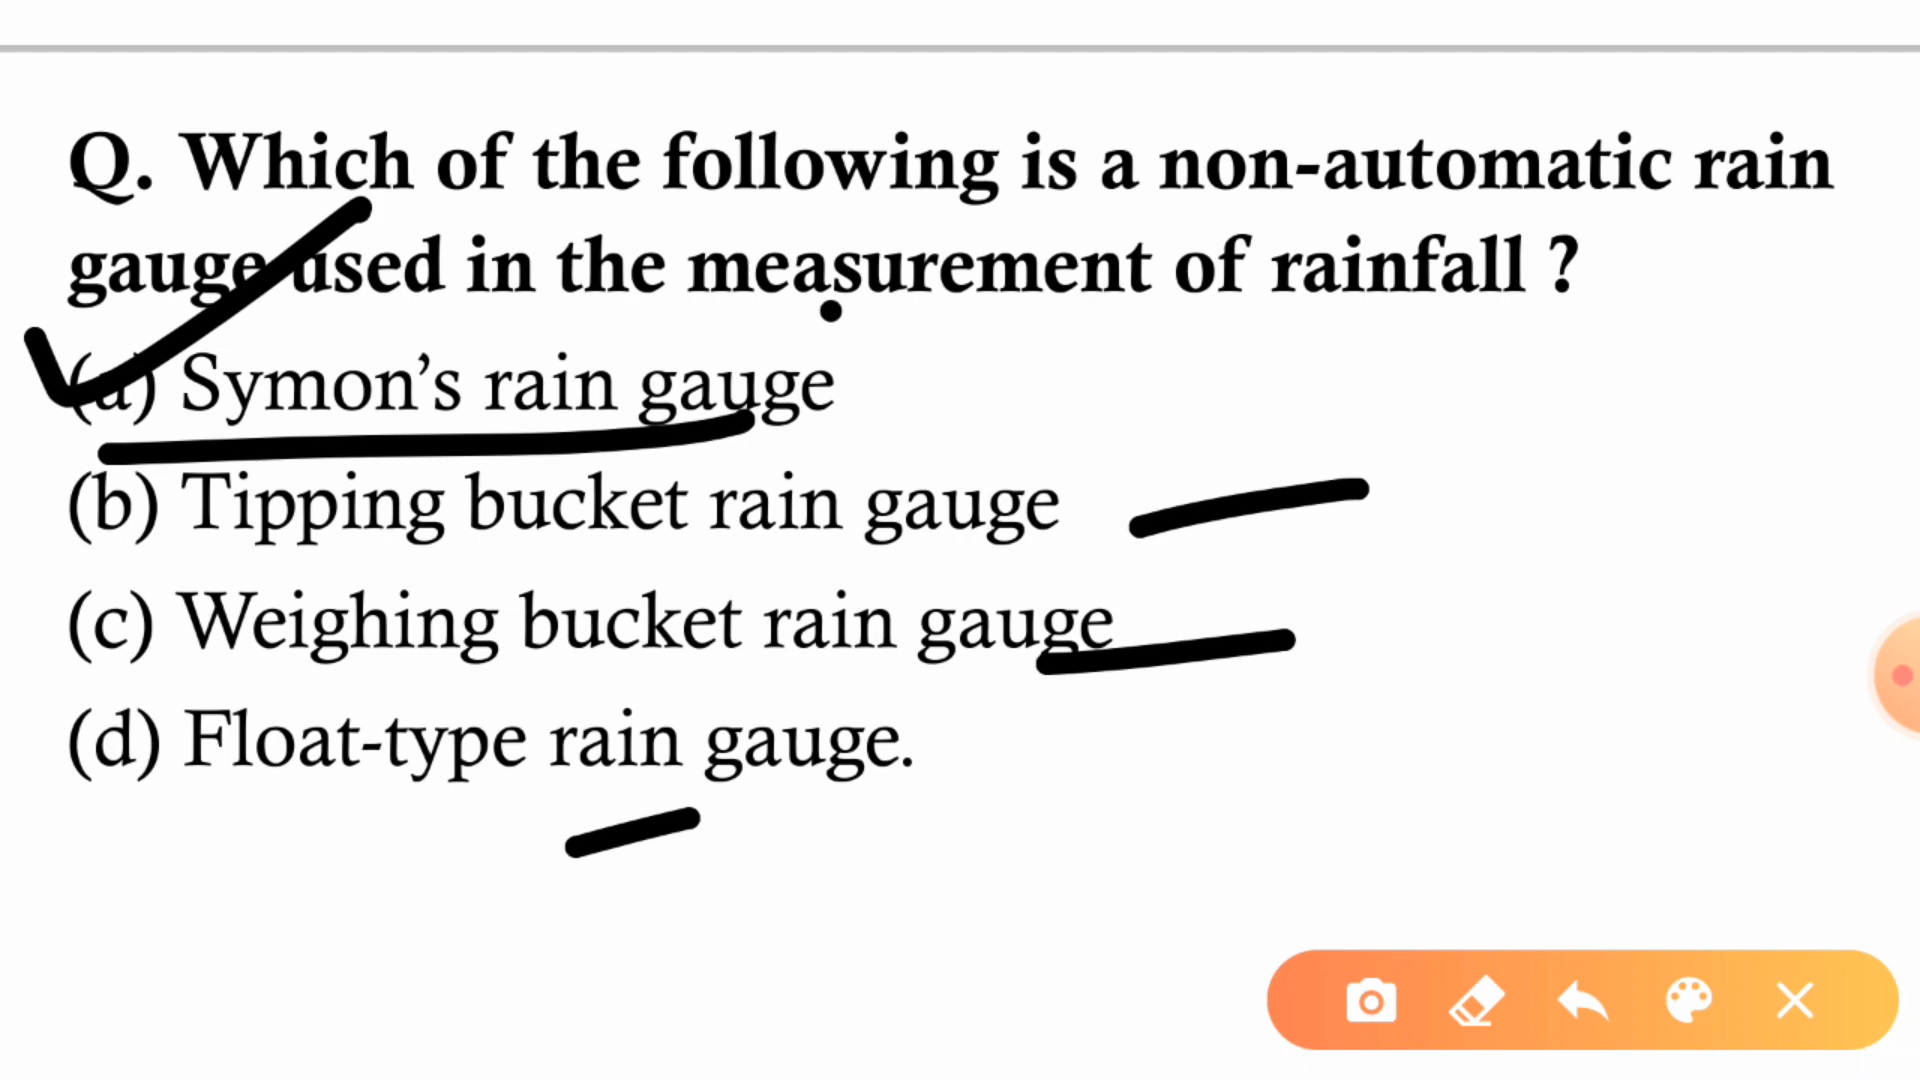 Q. Which of the following is a non-automatic rain
gauge used in the measurement of rainfall ?
(a) Symon’s rain gauge
(b) Tipping bucket rain gauge
(c) Weighing bucket rain gauge
(d) Float-type rain gauge.